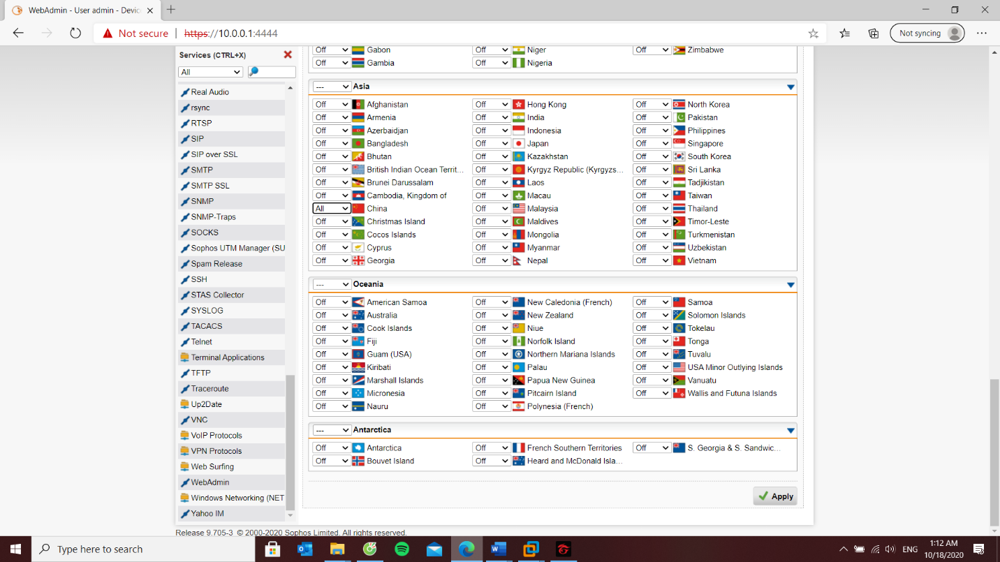 WebAdmin - User admin - Devic
Not secure https://10.0.0.1:4444 Not syncing
Services (CTRL+X)
All
Real Audio
rsync
RTSP
SIP
SIP over SSL
SMTP
SMTP SSL
SNMP
SNMP-Traps
SOCKS
Sophos UTM Manager (SU
Spam Release
SSH
STAS Collector
SYSLOG
TACACS
Telnet
Terminal Applications
TFTP
Traceroute
Up2Date
VNC
VoIP Protocols
VPN Protocols
Web Surfing
WebAdmin
Windows Networking (NET
Yahoo IM
Off Gabon Off Niger Off Zimbabwe
Off Gambia Off Nigeria
--- Asia
Off Afghanistan Off Hong Kong Off North Korea
Off Armenia Off India Off Pakistan
Off Azerbaidjan Off Indonesia Off Philippines
Off Bangladesh Off Japan Off Singapore
Off Bhutan Off Kazakhstan Off South Korea
Off British Indian Ocean Territ... Off Kyrgyz Republic (Kyrgyzs... Off Sri Lanka
Off Brunei Darussalam Off Laos Off Tadjikistan
Off Cambodia, Kingdom of Off Macau Off Taiwan
All China Off Malaysia Off Thailand
Off Christmas Island Off Maldives Off Timor-Leste
Off Cocos Islands Off Mongolia Off Turkmenistan
Off Cyprus Off Myanmar Off Uzbekistan
Off Georgia Off Nepal Off Vietnam
--- Oceania
Off American Samoa Off New Caledonia (French) Off Samoa
Off Australia Off New Zealand Off Solomon Islands
Off Cook Islands Off Niue Off Tokelau
Off Fiji Off Norfolk Island Off Tonga
Off Guam (USA) Off Northern Mariana Islands Off Tuvalu
Off Kiribati Off Palau Off USA Minor Outlying Islands
Off Marshall Islands Off Papua New Guinea Off Vanuatu
Off Micronesia Off Pitcairn Island Off Wallis and Futuna Islands
Off Nauru Off Polynesia (French)
--- Antarctica
Off Antarctica Off French Southern Territories Off S. Georgia & S. Sandwic...
Off Bouvet Island Off Heard and McDonald Isla...
Apply
Release 9.705-3 © 2000-2020 Sophos Limited. All rights reserved.
Type here to search
ENG
1:12 AM
10/18/2020